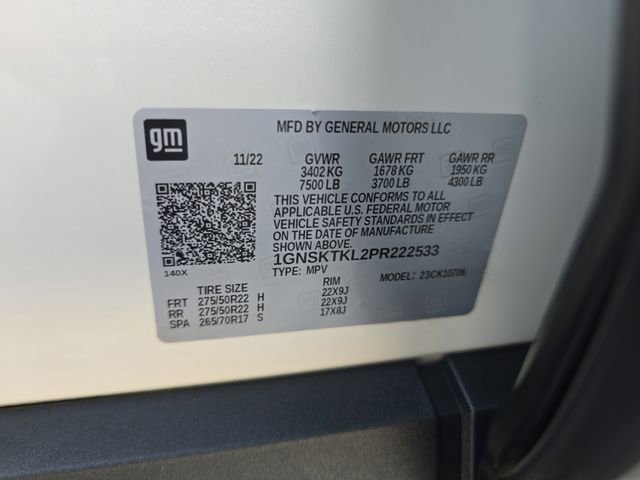 gm
MFD BY GENERAL MOTORS LLC
11/22 GVWR GAWR FRT GAWR RR
3402 KG 1678 KG 1950 KG
7500 LB 3700 LB 4300 LB
THIS VEHICLE CONFORMS TO ALL
APPLICABLE U.S. FEDERAL MOTOR
VEHICLE SAFETY STANDARDS IN EFFECT
ON THE DATE OF MANUFACTURE
SHOWN ABOVE.
1GNSKTKL2PR222533
140X
TYPE: MPV MODEL: 23CK10706
TIRE SIZE RIM
FRT 275/50R22 H 22X9J
RR 275/50R22 H 22X9J
SPA 265/70R17 S 17X8J